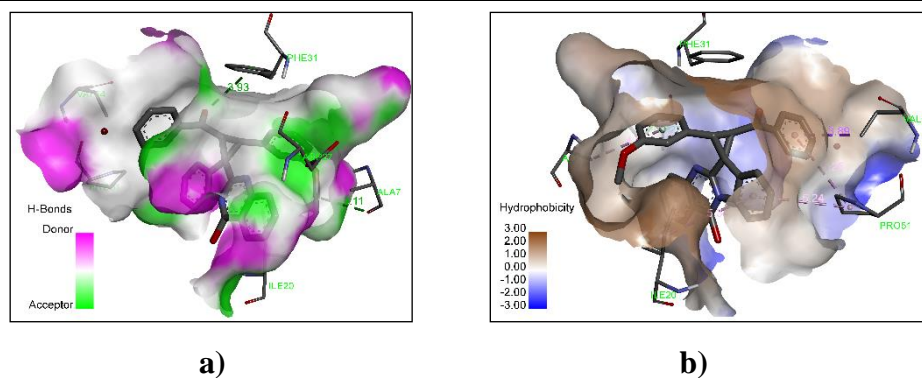 PHE31
3.93
ALA7
11
H-Bonds
Donor
Acceptor
ILE20
PHE31
PRO51
Hydrophobicity
3.00
2.00
1.00
0.00
-1.00
-2.00
-3.00
ILE20
a)
b)